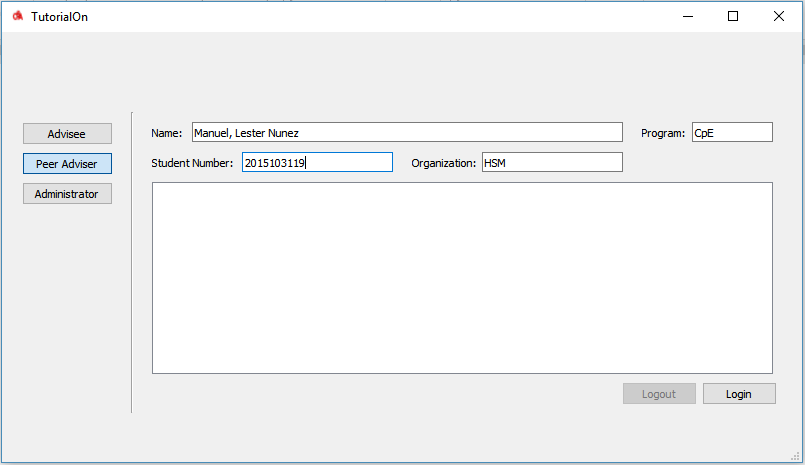 TutorialOn
Advisee
Peer Adviser
Administrator
Name: Manuel, Lester Nunez Program: CpE
Student Number: 2015103119 Organization: HSM
Logout Login